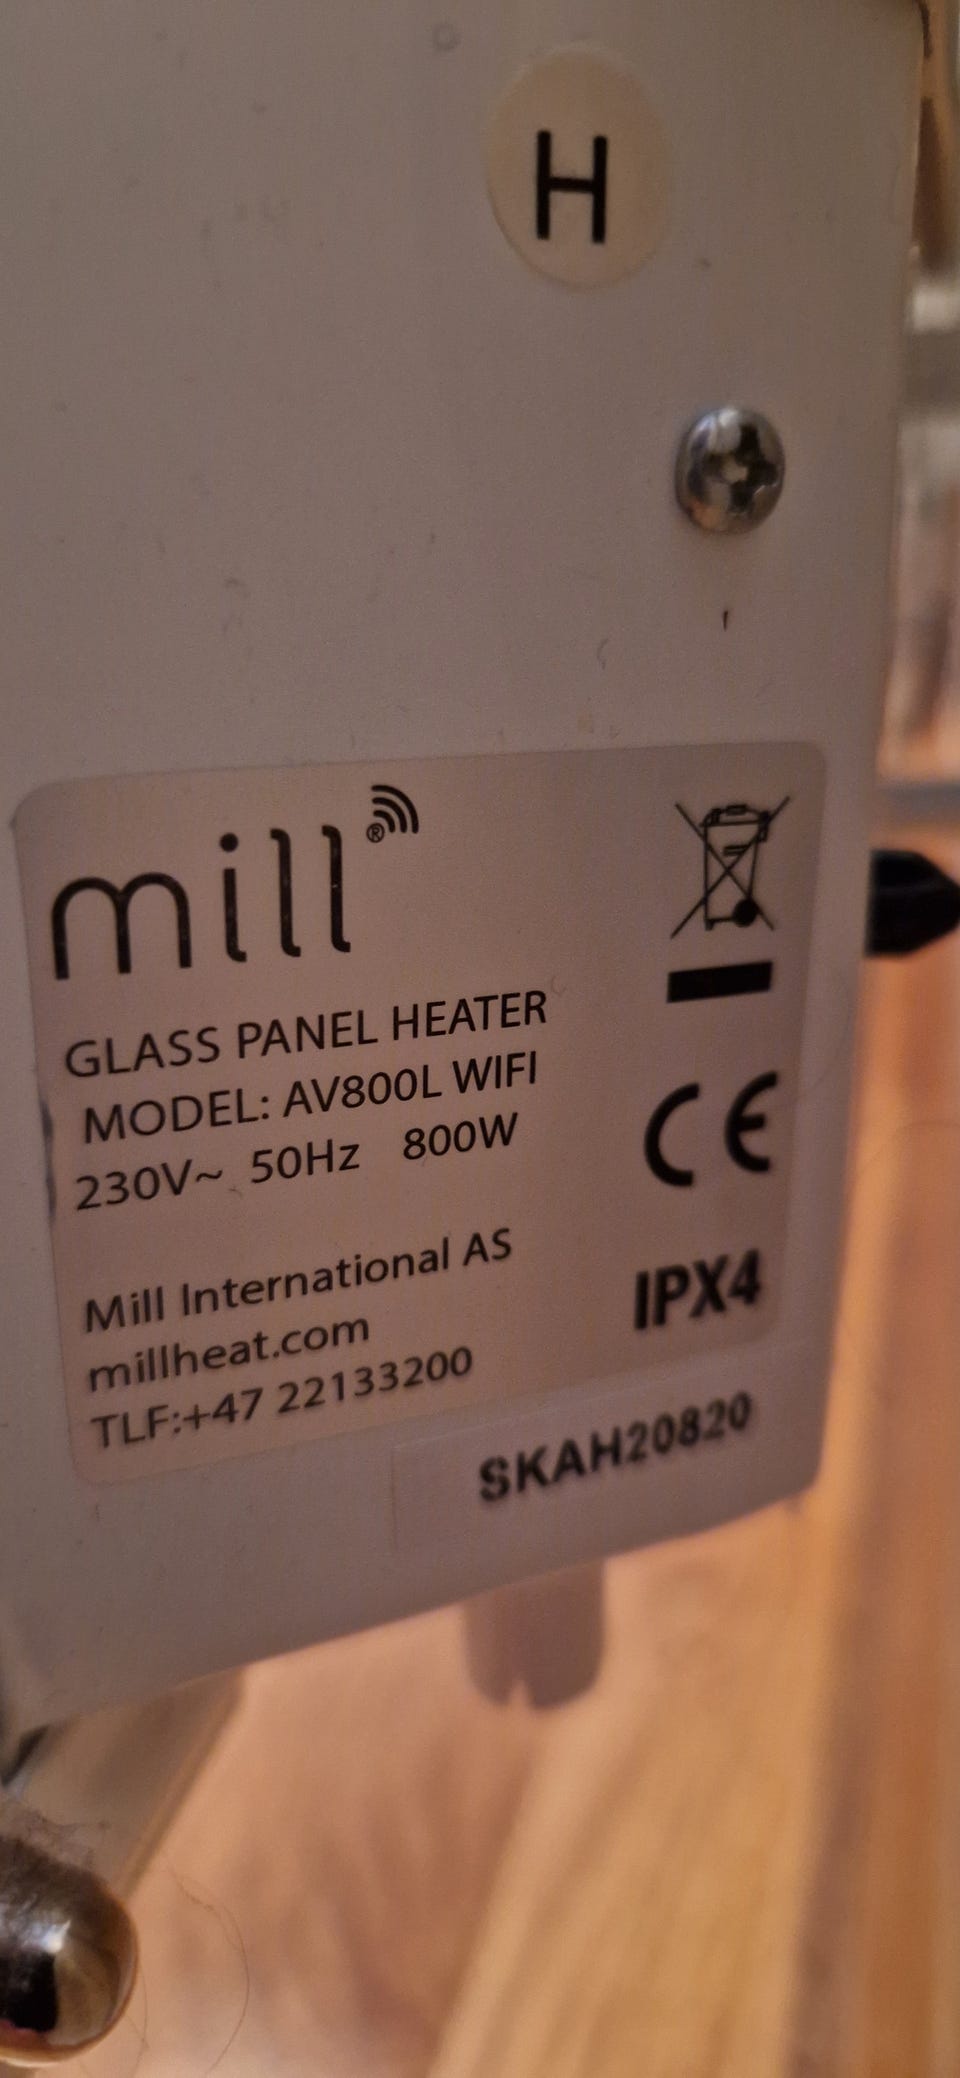 H
mill®
GLASS PANEL HEATER
MODEL: AV800L WIFI
230V~ 50Hz 800W
CE
Mill International AS
millheat.com
TLF:+47 22133200
IPX4
SKAH20820